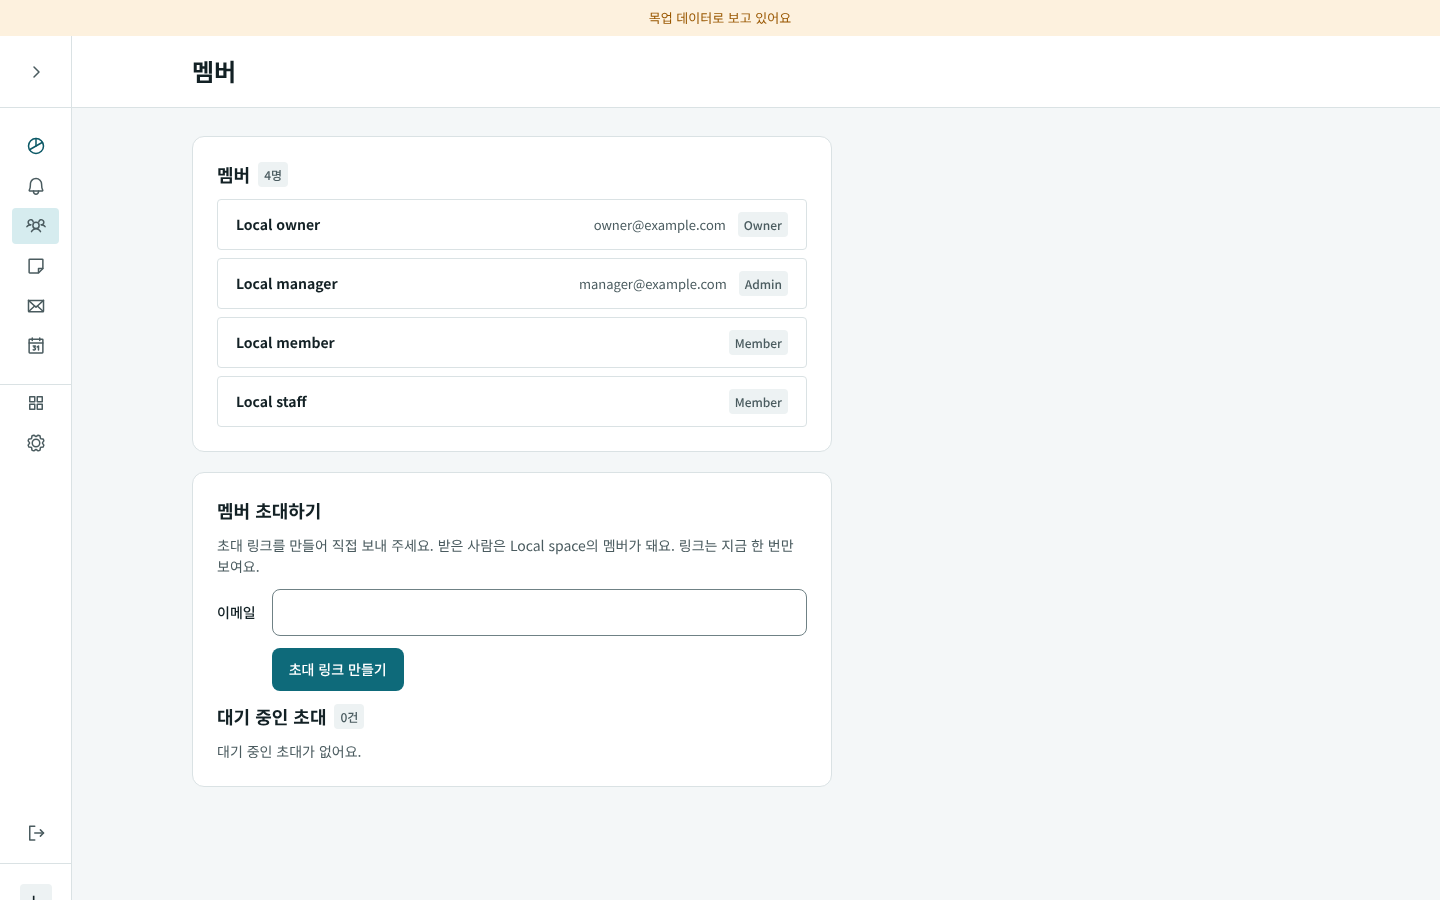 목업 데이터로 보고 있어요
멤버
멤버 4명
Local owner owner@example.com Owner
Local manager manager@example.com Admin
Local member Member
Local staff Member
멤버 초대하기
초대 링크를 만들어 직접 보내 주세요. 받은 사람은 Local space의 멤버가 돼요. 링크는 지금 한 번만
보여요.
이메일
초대 링크 만들기
대기 중인 초대 0건
대기 중인 초대가 없어요.
31